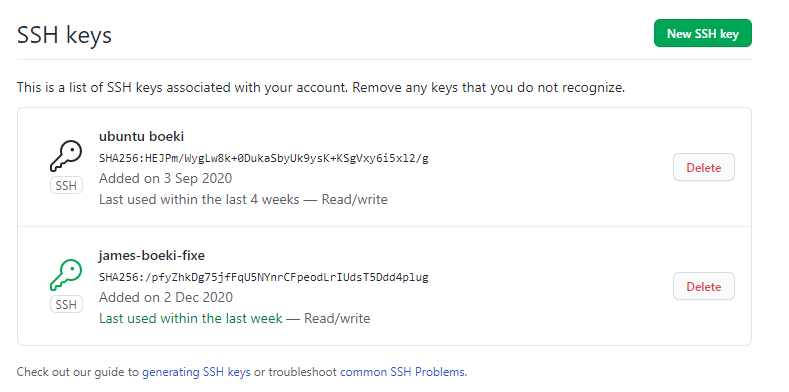 SSH keys
New SSH key
This is a list of SSH keys associated with your account. Remove any keys that you do not recognize.
ubuntu boeki
SHA256:HEJPm/WygLw8k+0DukaSbyUk9ysK+KSgVxy6i5xl2/g
Added on 3 Sep 2020
Last used within the last 4 weeks — Read/write
SSH
Delete
james-boeki-fixe
SHA256:/pfyZhkDg75jfFqU5NYnrCFpeodLrIUdsT5Ddd4plug
Added on 2 Dec 2020
Last used within the last week — Read/write
SSH
Delete
Check out our guide to generating SSH keys or troubleshoot common SSH Problems.